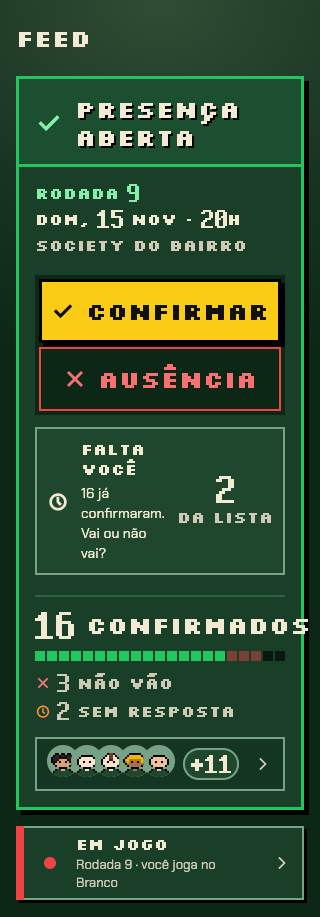 FEED
PRESENÇA
ABERTA
RODADA 9
DOM, 15 NOV · 20H
SOCIETY DO BAIRRO
CONFIRMAR
AUSÊNCIA
FALTA
VOCÊ
16 já
confirmaram.
Vai ou não
vai?
2
DA LISTA
16 CONFIRMADOS
3 NÃO VÃO
2 SEM RESPOSTA
+11
EM JOGO
Rodada 9 · você joga no
Branco